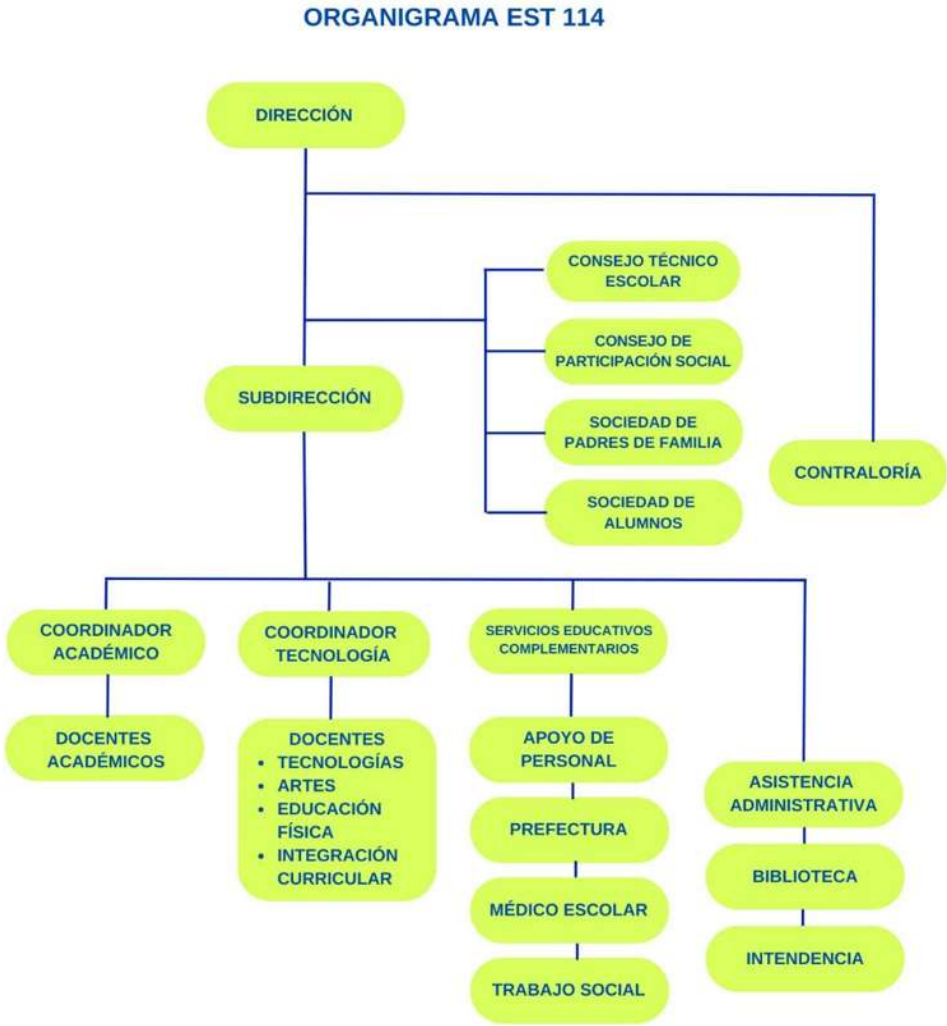 ORGANIGRAMA EST 114
DIRECCIÓN
CONSEJO TÉCNICO
ESCOLAR
CONSEJO DE
PARTICIPACIÓN SOCIAL
SUBDIRECCIÓN
SOCIEDAD DE
PADRES DE FAMILIA
CONTRALORÍA
SOCIEDAD DE
ALUMNOS
COORDINADOR
ACADÉMICO
COORDINADOR
TECNOLOGÍA
SERVICIOS EDUCATIVOS
COMPLEMENTARIOS
DOCENTES
ACADÉMICOS
DOCENTES
• TECNOLOGÍAS
• ARTES
• EDUCACIÓN
FÍSICA
• INTEGRACIÓN
CURRICULAR
APOYO DE
PERSONAL
PREFECTURA
MÉDICO ESCOLAR
TRABAJO SOCIAL
ASISTENCIA
ADMINISTRATIVA
BIBLIOTECA
INTENDENCIA